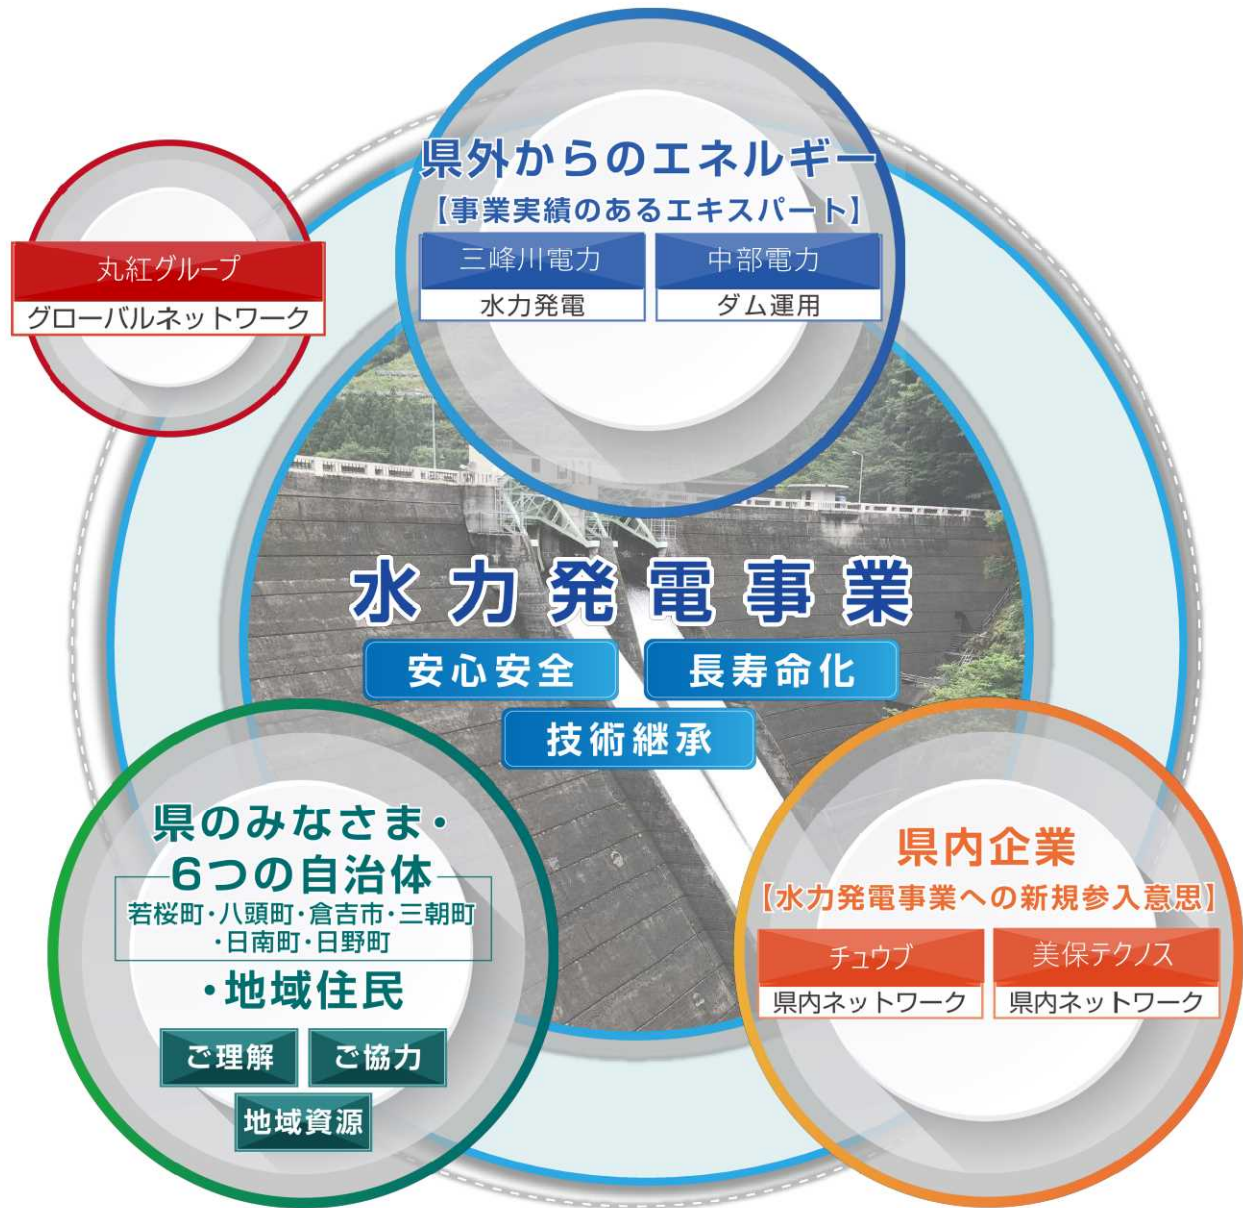 県外からのエネルギー
【事業実績のあるエキスパート】
三峰川電力
水力発電
中部電力
ダム運用
丸紅グループ
グローバルネットワーク
水力発電事業
安心安全
長寿命化
技術継承
県のみなさま・
6つの自治体
若桜町・八頭町・倉吉市・三朝町
・日南町・日野町
・地域住民
ご理解
ご協力
地域資源
県内企業
【水力発電事業への新規参入意思】
チュウブ
県内ネットワーク
美保テクノス
県内ネットワーク